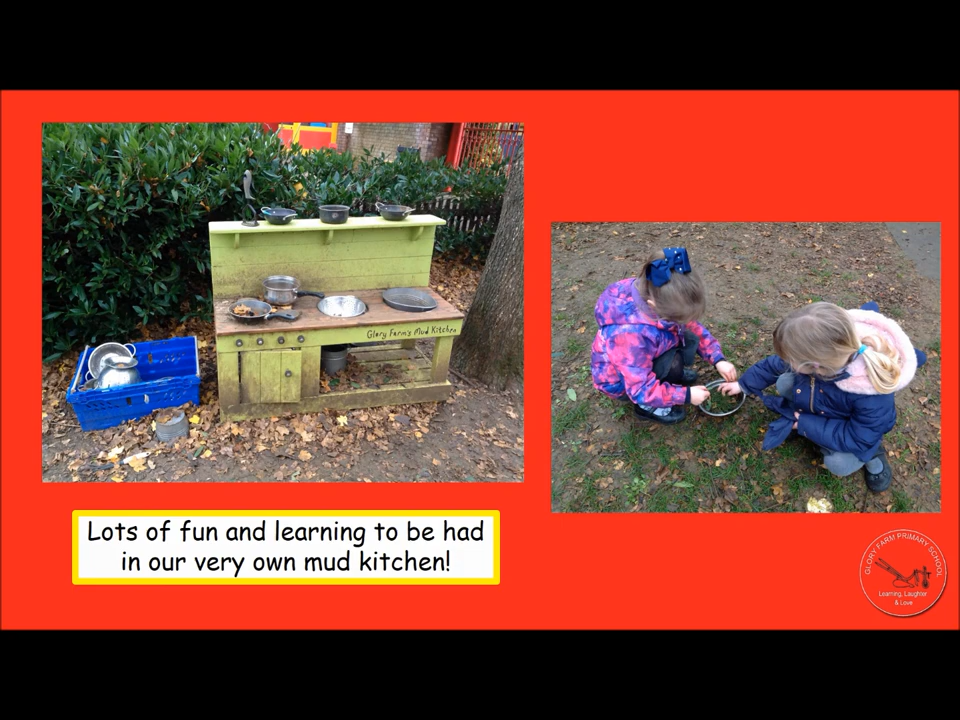 Glory Farm's Mud Kitchen
Lots of fun and learning to be had
in our very own mud kitchen!
GLORY FARM PRIMARY SCHOOL
Learning, Laughter
& Love